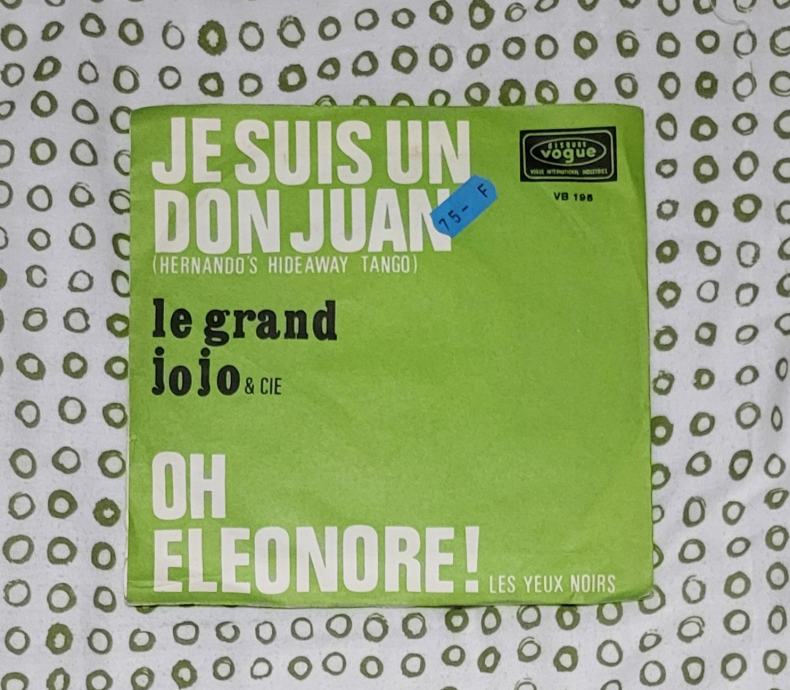 JE SUIS UN
DON JUAN
(HERNANDO'S HIDEAWAY TANGO)
75- F
DISQUES
vogue
VOGUE INTERNATIONAL INDUSTRIES
VB 198
le grand
jojo & CIE
OH
ELEONORE! LES YEUX NOIRS